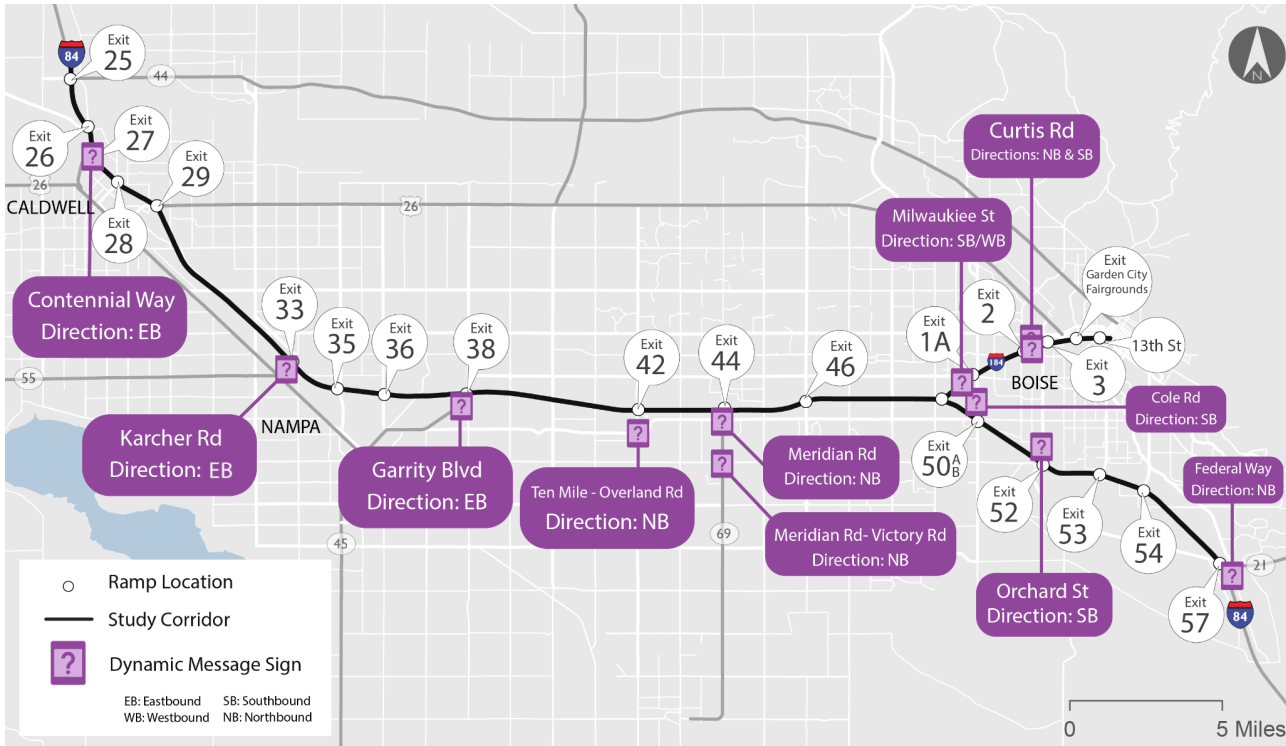 84
Exit
25
44
Exit
26
Exit
27
Exit
29
26
CALDWELL
Exit
28
26
Contennial Way
Direction: EB
Curtis Rd
Directions: NB & SB
Milwaukiee St
Direction: SB/WB
Exit
Garden City
Fairgrounds
Exit
33
Exit
35
Exit
36
Exit
38
Exit
42
Exit
44
Exit
46
Exit
1A
Exit
2
184
13th St
BOISE
Exit
3
55
NAMPA
Karcher Rd
Direction: EB
Garrity Blvd
Direction: EB
Ten Mile - Overland Rd
Direction: NB
Meridian Rd
Direction: NB
Meridian Rd- Victory Rd
Direction: NB
Cole Rd
Direction: SB
Exit
50 A
B
Exit
52
Exit
53
Exit
54
Federal Way
Direction: NB
Orchard St
Direction: SB
Exit
57
21
84
45
69
N
Ramp Location
Study Corridor
? Dynamic Message Sign
EB: Eastbound SB: Southbound
WB: Westbound NB: Northbound
0 5 Miles
?
?
?
?
?
?
?
?
?
?
?
?